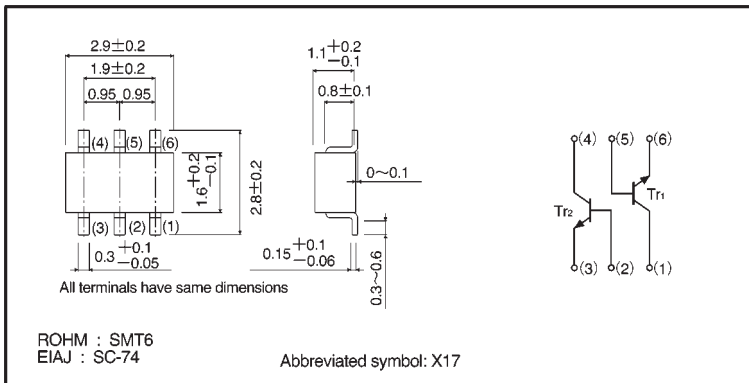 2.9±0.2
1.9±0.2
0.95 0.95
(4) (5) (6)
1.6 +0.2 −0.1
2.8±0.2
(3) (2) (1)
0.3 +0.1 −0.05
All terminals have same dimensions
1.1 +0.2 −0.1
0.8±0.1
0~0.1
0.15 +0.1 −0.06
0.3~0.6
(4) (5) (6)
Tr1
Tr2
(3) (2) (1)
ROHM : SMT6
EIAJ : SC-74
Abbreviated symbol: X17